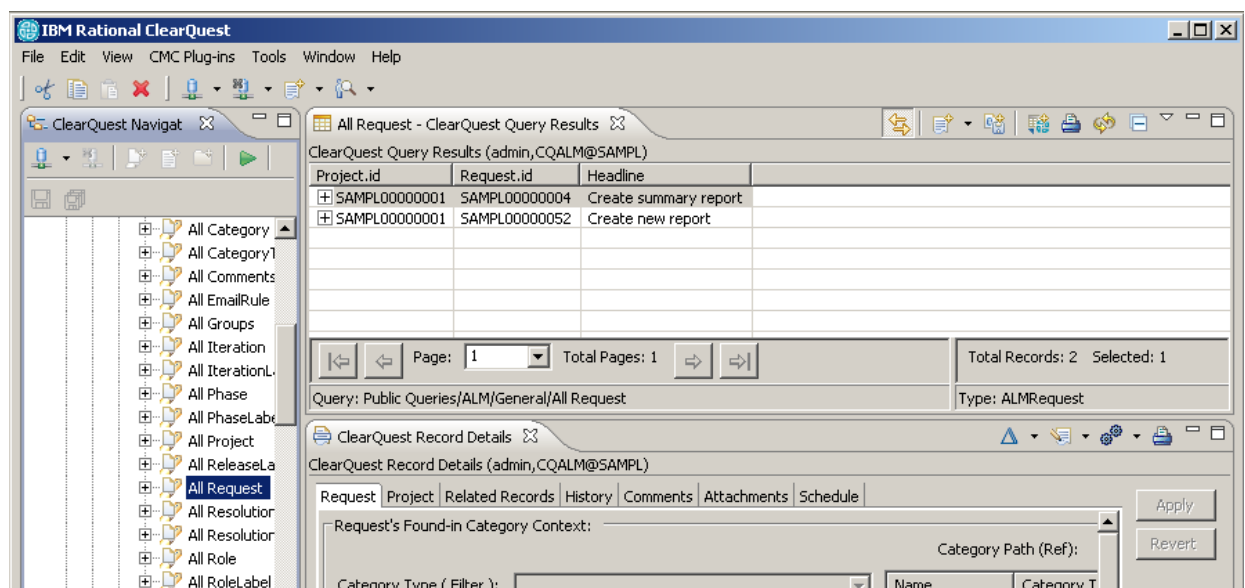 IBM Rational ClearQuest
File Edit View CMC Plug-ins Tools Window Help
ClearQuest Navigat
All Category
All CategoryT
All Comments
All EmailRule
All Groups
All Iteration
All IterationL
All Phase
All PhaseLabe
All Project
All ReleaseLa
All Request
All Resolution
All Resolution
All Role
All RoleLabel
All Request - ClearQuest Query Results
ClearQuest Query Results (admin,CQALM@SAMPL)
Project.id Request.id Headline
SAMPL00000001 SAMPL00000004 Create summary report
SAMPL00000001 SAMPL00000052 Create new report
Page: 1 Total Pages: 1 Total Records: 2 Selected: 1
Query: Public Queries/ALM/General/All Request Type: ALMRequest
ClearQuest Record Details
ClearQuest Record Details (admin,CQALM@SAMPL)
Request Project Related Records History Comments Attachments Schedule
Apply
Request's Found-in Category Context:
Revert
Category Path (Ref):
Category Type ( Filter ): Name Category T